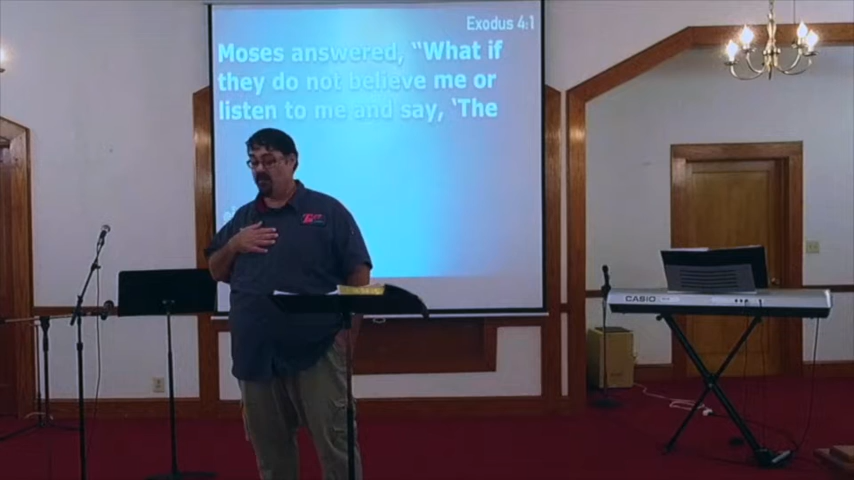 Exodus 4:1
Moses answered, “What if
they do not believe me or
listen to me and say, ‘The
CASIO